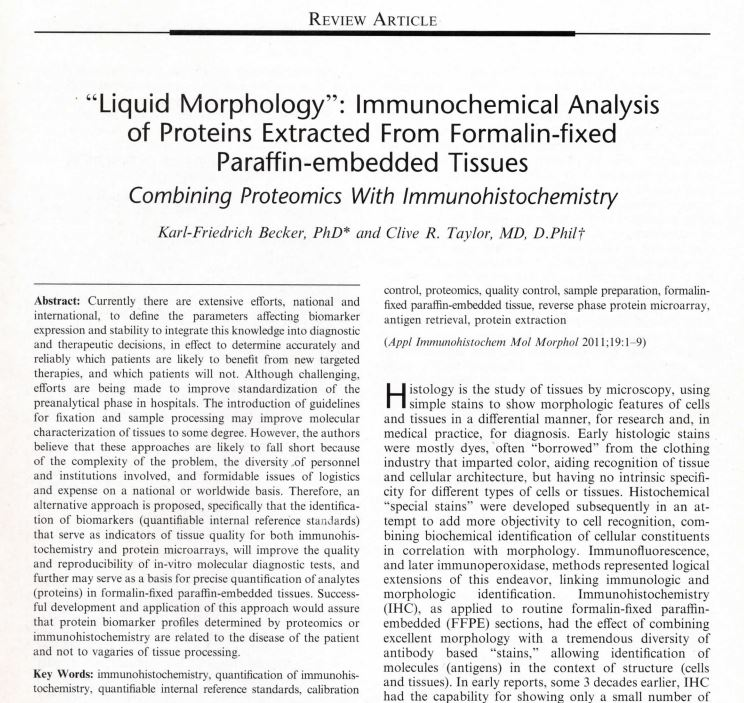 REVIEW ARTICLE
“Liquid Morphology”: Immunochemical Analysis
of Proteins Extracted From Formalin-fixed
Paraffin-embedded Tissues
Combining Proteomics With Immunohistochemistry
Karl-Friedrich Becker, PhD* and Clive R. Taylor, MD, D.Phil†
Abstract: Currently there are extensive efforts, national and
international, to define the parameters affecting biomarker
expression and stability to integrate this knowledge into diagnostic
and therapeutic decisions, in effect to determine accurately and
reliably which patients are likely to benefit from new targeted
therapies, and which patients will not. Although challenging,
efforts are being made to improve standardization of the
preanalytical phase in hospitals. The introduction of guidelines
for fixation and sample processing may improve molecular
characterization of tissues to some degree. However, the authors
believe that these approaches are likely to fall short because
of the complexity of the problem, the diversity of personnel
and institutions involved, and formidable issues of logistics
and expense on a national or worldwide basis. Therefore, an
alternative approach is proposed, specifically that the identifica-
tion of biomarkers (quantifiable internal reference standards)
that serve as indicators of tissue quality for both immunohis-
tochemistry and protein microarrays, will improve the quality
and reproducibility of in-vitro molecular diagnostic tests, and
further may serve as a basis for precise quantification of analytes
(proteins) in formalin-fixed paraffin-embedded tissues. Success-
ful development and application of this approach would assure
that protein biomarker profiles determined by proteomics or
immunohistochemistry are related to the disease of the patient
and not to vagaries of tissue processing.
Key Words: immunohistochemistry, quantification of immunohis-
tochemistry, quantifiable internal reference standards, calibration
control, proteomics, quality control, sample preparation, formalin-
fixed paraffin-embedded tissue, reverse phase protein microarray,
antigen retrieval, protein extraction
(Appl Immunohistochem Mol Morphol 2011;19:1–9)
Histology is the study of tissues by microscopy, using
simple stains to show morphologic features of cells
and tissues in a differential manner, for research and, in
medical practice, for diagnosis. Early histologic stains
were mostly dyes, often “borrowed” from the clothing
industry that imparted color, aiding recognition of tissue
and cellular architecture, but having no intrinsic specifi-
city for different types of cells or tissues. Histochemical
“special stains” were developed subsequently in an at-
tempt to add more objectivity to cell recognition, com-
bining biochemical identification of cellular constituents
in correlation with morphology. Immunofluorescence,
and later immunoperoxidase, methods represented logical
extensions of this endeavor, linking immunologic and
morphologic identification. Immunohistochemistry
(IHC), as applied to routine formalin-fixed paraffin-
embedded (FFPE) sections, had the effect of combining
excellent morphology with a tremendous diversity of
antibody based “stains,” allowing identification of
molecules (antigens) in the context of structure (cells
and tissues). In early reports, some 3 decades earlier, IHC
had the capability for showing only a small number of